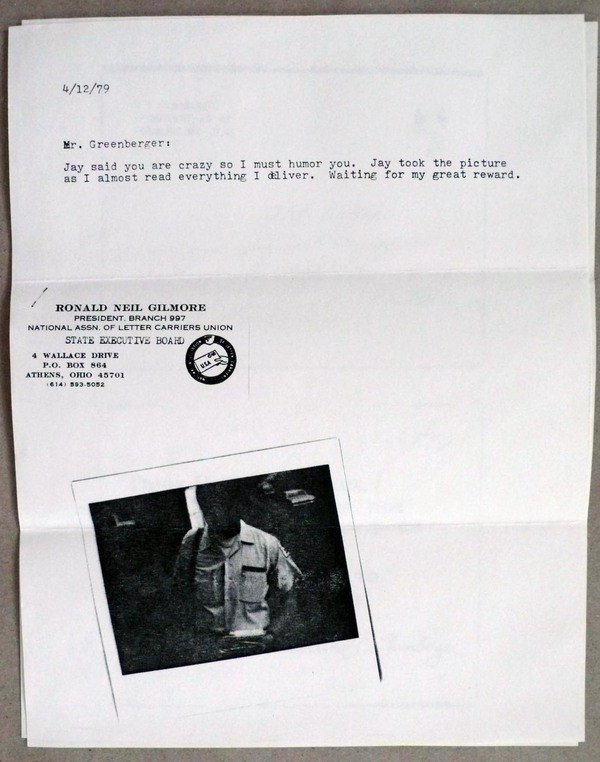 4/12/79
Mr. Greenberger:
Jay said you are crazy so I must humor you. Jay took the picture
as I almost read everything I dliver. Waiting for my great reward.
RONALD NEIL GILMORE
PRESIDENT, BRANCH 997
NATIONAL ASSN. OF LETTER CARRIERS UNION
STATE EXECUTIVE BOARD
4 WALLACE DRIVE
P.O. BOX 864
ATHENS, OHIO 45701
(614) 593-5052
USA